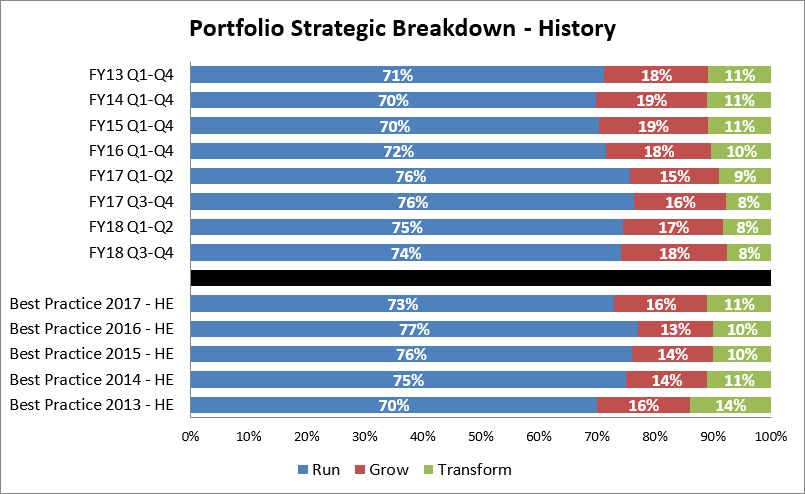 Portfolio Strategic Breakdown - History
FY13 Q1-Q4 71% 18% 11%
FY14 Q1-Q4 70% 19% 11%
FY15 Q1-Q4 70% 19% 11%
FY16 Q1-Q4 72% 18% 10%
FY17 Q1-Q2 76% 15% 9%
FY17 Q3-Q4 76% 16% 8%
FY18 Q1-Q2 75% 17% 8%
FY18 Q3-Q4 74% 18% 8%
Best Practice 2017 - HE 73% 16% 11%
Best Practice 2016 - HE 77% 13% 10%
Best Practice 2015 - HE 76% 14% 10%
Best Practice 2014 - HE 75% 14% 11%
Best Practice 2013 - HE 70% 16% 14%
0% 10% 20% 30% 40% 50% 60% 70% 80% 90% 100%
Run Grow Transform